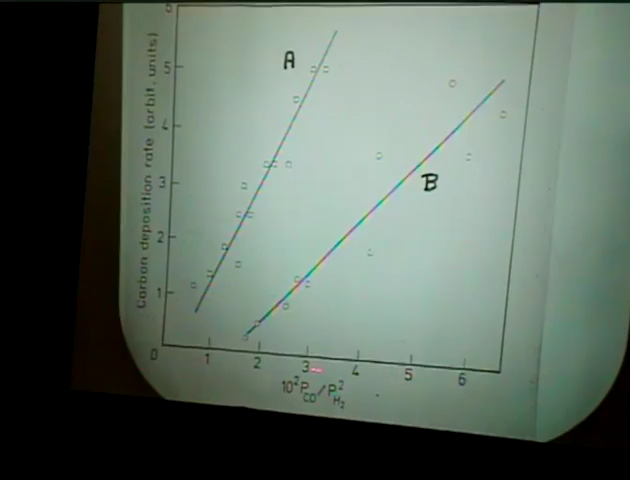 6
A
5
4
B
3
2
1
0
1 2 3 4 5 6
Carbon deposition rate (arbit. units)
10²P_CO/P²_H₂